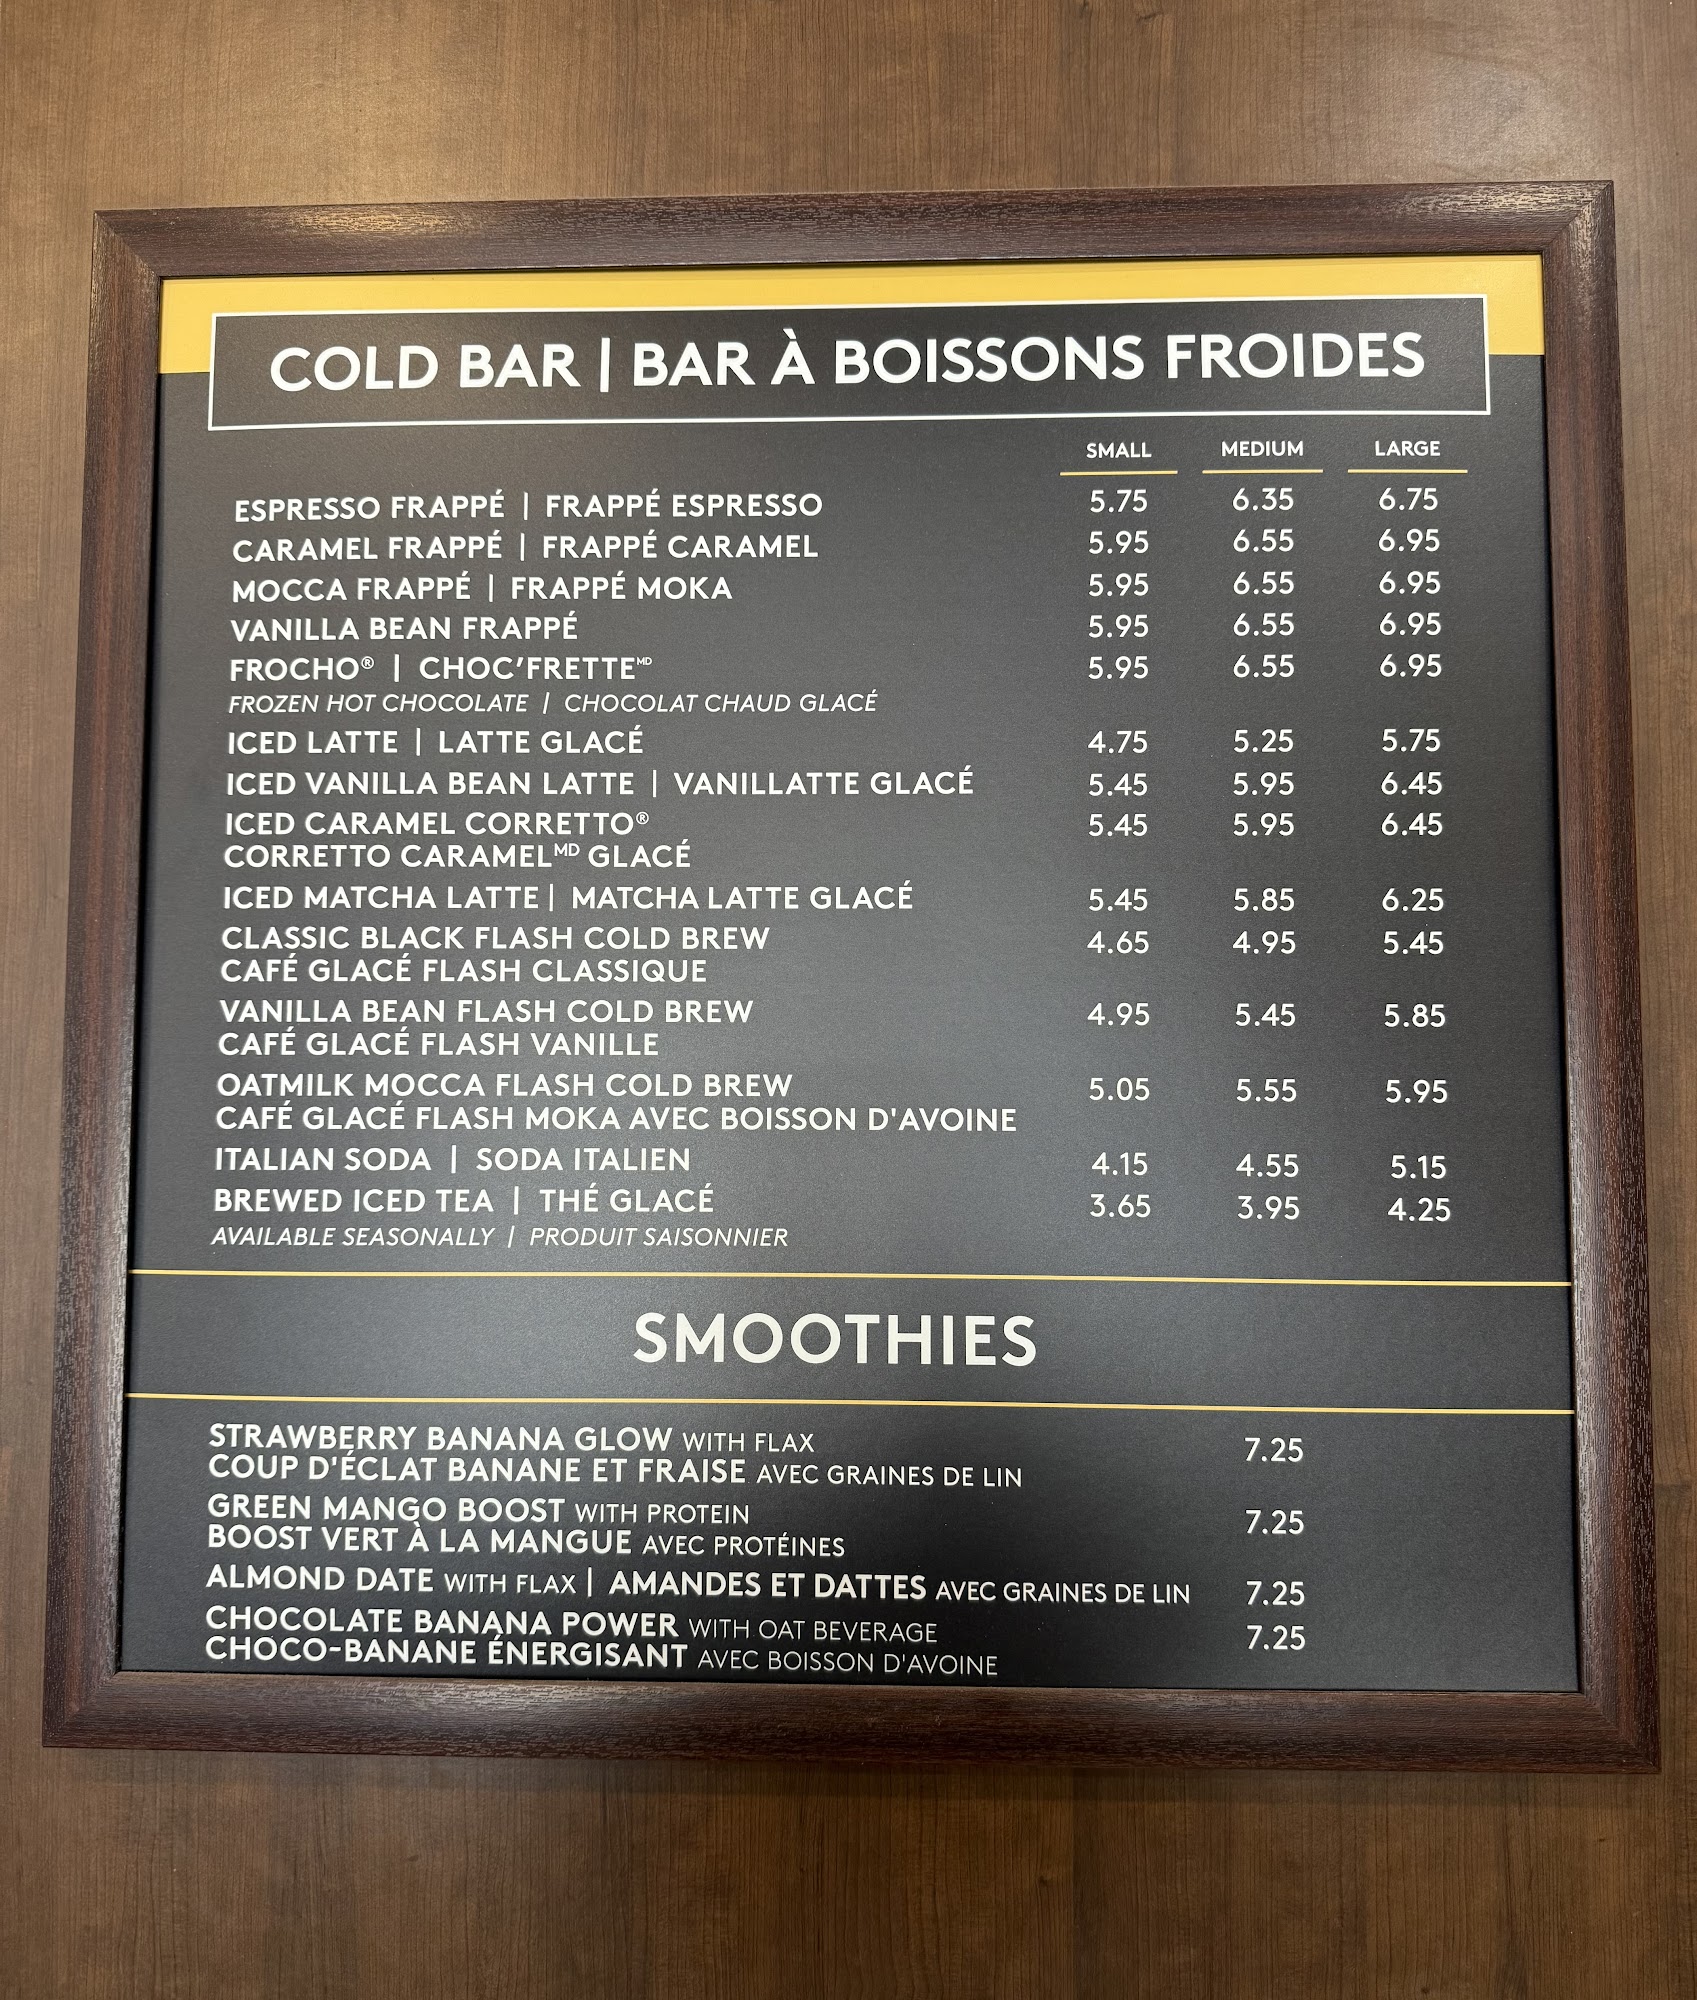 COLD BAR | BAR À BOISSONS FROIDES
SMALL MEDIUM LARGE
ESPRESSO FRAPPÉ | FRAPPÉ ESPRESSO 5.75 6.35 6.75
CARAMEL FRAPPÉ | FRAPPÉ CARAMEL 5.95 6.55 6.95
MOCCA FRAPPÉ | FRAPPÉ MOKA 5.95 6.55 6.95
VANILLA BEAN FRAPPÉ 5.95 6.55 6.95
FROCHO® | CHOC'FRETTE MD 5.95 6.55 6.95
FROZEN HOT CHOCOLATE | CHOCOLAT CHAUD GLACÉ
ICED LATTE | LATTE GLACÉ 4.75 5.25 5.75
ICED VANILLA BEAN LATTE | VANILLATTE GLACÉ 5.45 5.95 6.45
ICED CARAMEL CORRETTO® 5.45 5.95 6.45
CORRETTO CARAMEL MD GLACÉ
ICED MATCHA LATTE | MATCHA LATTE GLACÉ 5.45 5.85 6.25
CLASSIC BLACK FLASH COLD BREW 4.65 4.95 5.45
CAFÉ GLACÉ FLASH CLASSIQUE
VANILLA BEAN FLASH COLD BREW 4.95 5.45 5.85
CAFÉ GLACÉ FLASH VANILLE
OATMILK MOCCA FLASH COLD BREW 5.05 5.55 5.95
CAFÉ GLACÉ FLASH MOKA AVEC BOISSON D'AVOINE
ITALIAN SODA | SODA ITALIEN 4.15 4.55 5.15
BREWED ICED TEA | THÉ GLACÉ 3.65 3.95 4.25
AVAILABLE SEASONALLY | PRODUIT SAISONNIER
SMOOTHIES
STRAWBERRY BANANA GLOW WITH FLAX 7.25
COUP D'ÉCLAT BANANE ET FRAISE AVEC GRAINES DE LIN
GREEN MANGO BOOST WITH PROTEIN 7.25
BOOST VERT À LA MANGUE AVEC PROTÉINES
ALMOND DATE WITH FLAX | AMANDES ET DATTES AVEC GRAINES DE LIN 7.25
CHOCOLATE BANANA POWER WITH OAT BEVERAGE 7.25
CHOCO-BANANE ÉNERGISANT AVEC BOISSON D'AVOINE